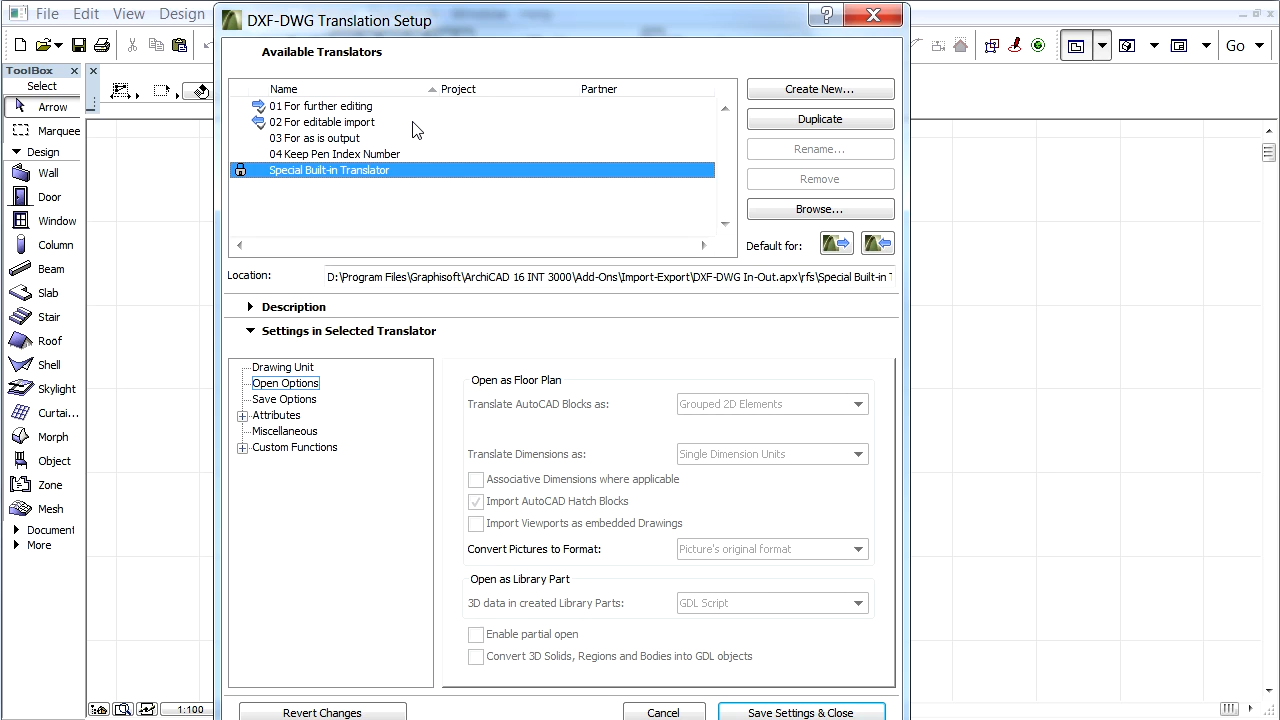 File Edit View Design
DXF-DWG Translation Setup
?
Go
ToolBox
Select
Arrow
Marquee
Design
Wall
Door
Window
Column
Beam
Slab
Stair
Roof
Shell
Skylight
Curtai...
Morph
Object
Zone
Mesh
Document
More
1:100
Available Translators
Name Project Partner
01 For further editing
02 For editable import
03 For as is output
04 Keep Pen Index Number
Special Built-in Translator
Create New...
Duplicate
Rename...
Remove
Browse...
Default for:
Location: D:\Program Files\Graphisoft\ArchiCAD 16 INT 3000\Add-Ons\Import-Export\DXF-DWG In-Out.apx\rfs\Special Built-in
Description
Settings in Selected Translator
Drawing Unit
Open Options
Save Options
Attributes
Miscellaneous
Custom Functions
Open as Floor Plan
Translate AutoCAD Blocks as: Grouped 2D Elements
Translate Dimensions as: Single Dimension Units
Associative Dimensions where applicable
Import AutoCAD Hatch Blocks
Import Viewports as embedded Drawings
Convert Pictures to Format: Picture's original format
Open as Library Part
3D data in created Library Parts: GDL Script
Enable partial open
Convert 3D Solids, Regions and Bodies into GDL objects
Revert Changes Cancel Save Settings & Close